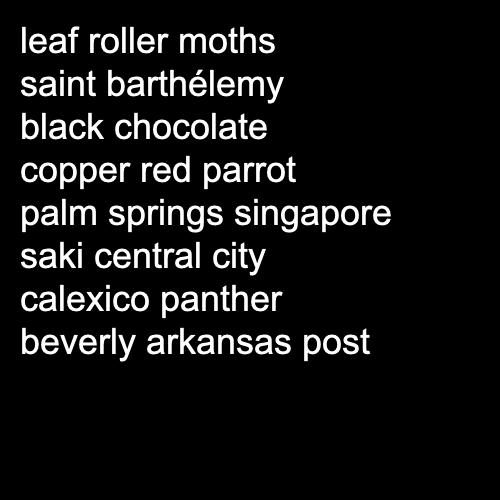 leaf roller moths
saint barthélemy
black chocolate
copper red parrot
palm springs singapore
saki central city
calexico panther
beverly arkansas post